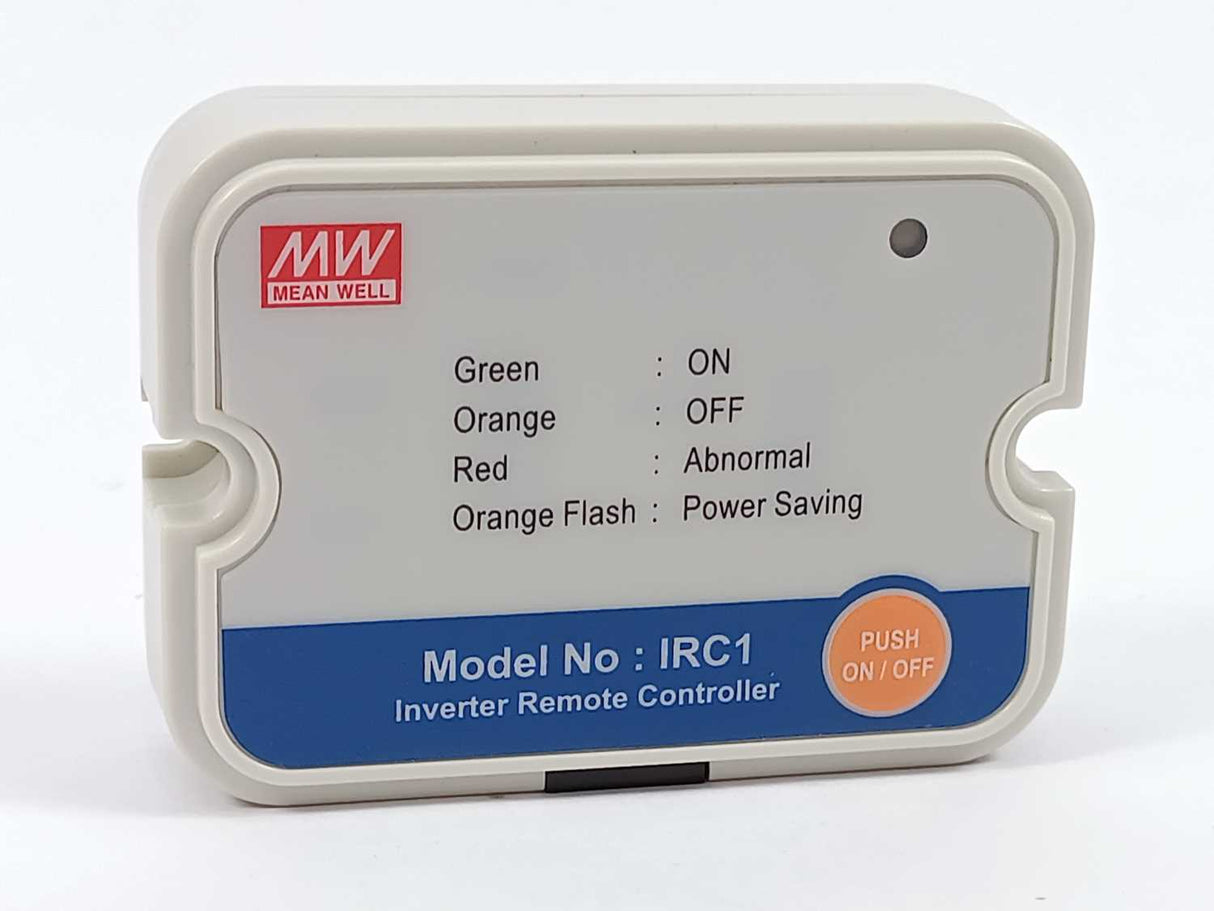 MW
MEAN WELL
Green : ON
Orange : OFF
Red : Abnormal
Orange Flash : Power Saving
Model No : IRC1
Inverter Remote Controller
PUSH
ON / OFF